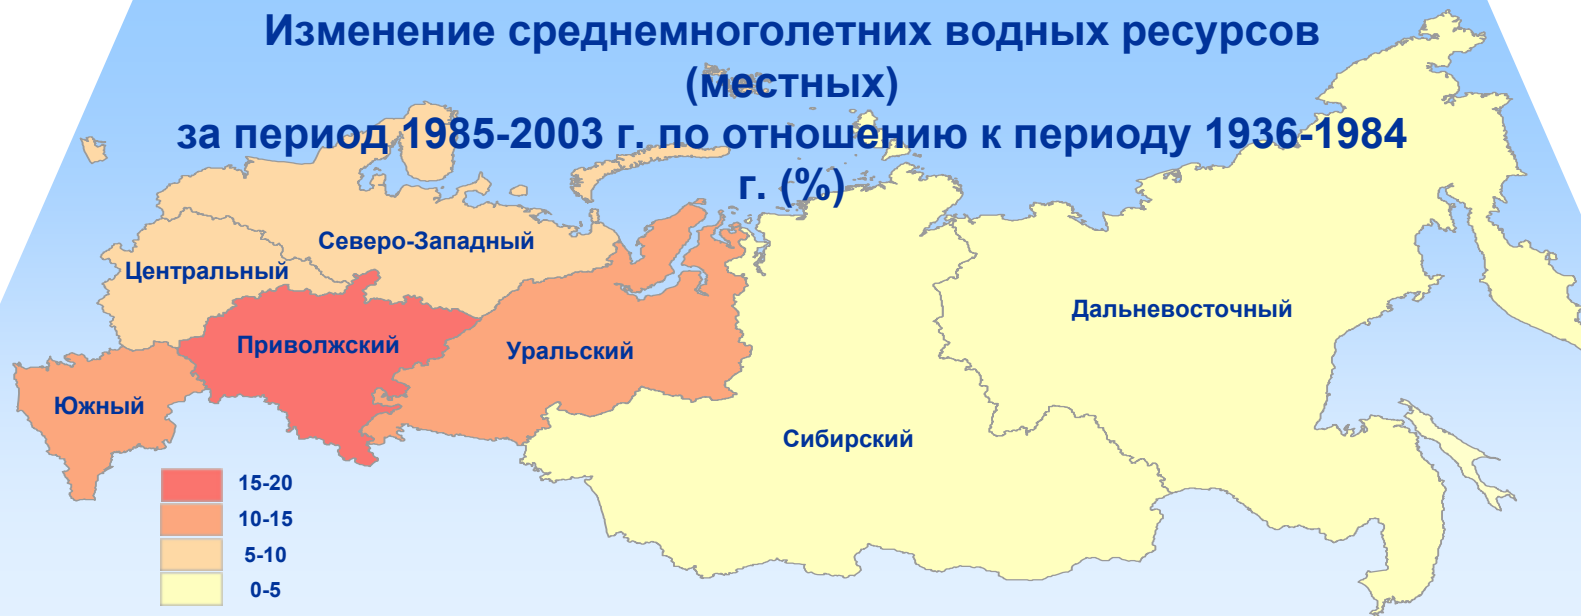 Изменение среднемноголетних водных ресурсов
(местных)
за период 1985-2003 г. по отношению к периоду 1936-1984
г. (%)
Северо-Западный
Центральный
Дальневосточный
Приволжский
Уральский
Южный
Сибирский
15-20
10-15
5-10
0-5